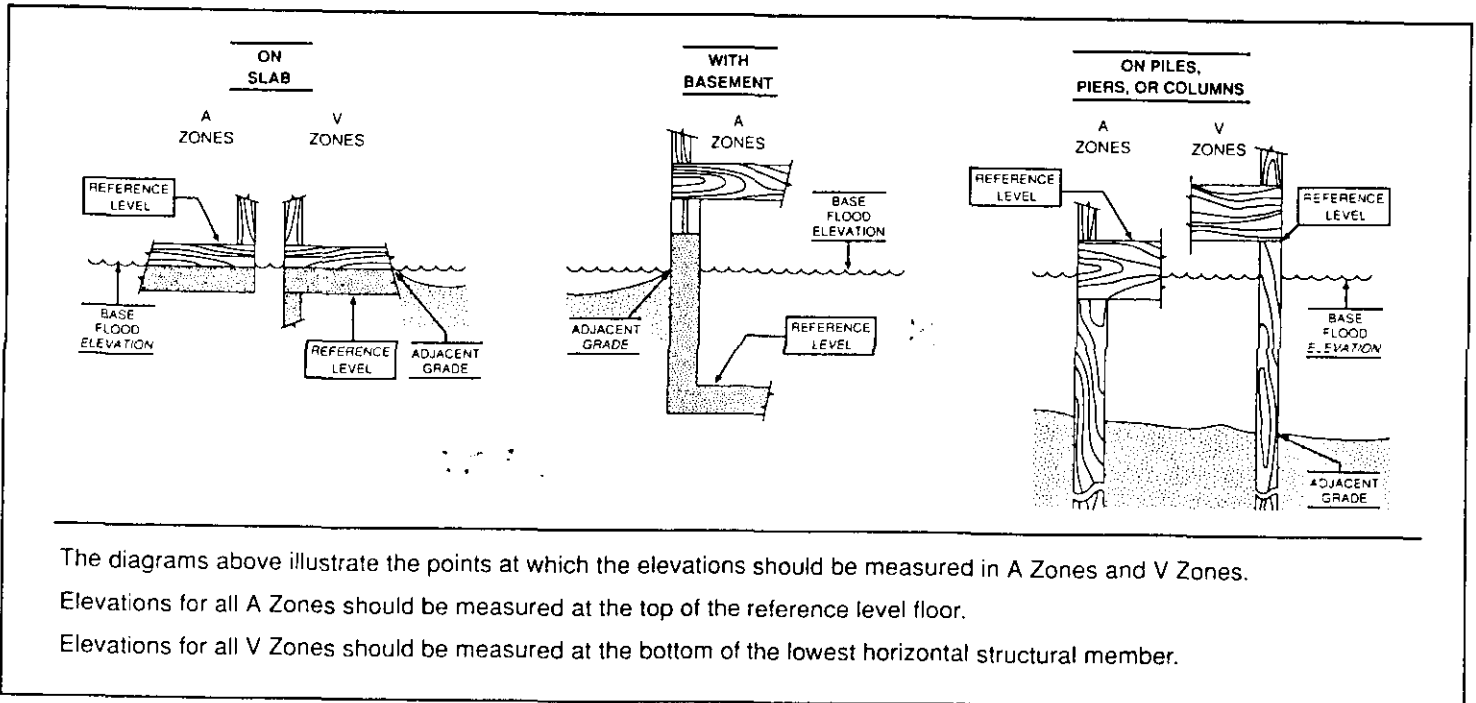 ON
SLAB
A
ZONES
V
ZONES
REFERENCE
LEVEL
BASE
FLOOD
ELEVATION
REFERENCE
LEVEL
ADJACENT
GRADE
WITH
BASEMENT
A
ZONES
BASE
FLOOD
ELEVATION
ADJACENT
GRADE
REFERENCE
LEVEL
ON PILES,
PIERS, OR COLUMNS
A
ZONES
V
ZONES
REFERENCE
LEVEL
REFERENCE
LEVEL
BASE
FLOOD
ELEVATION
ADJACENT
GRADE
The diagrams above illustrate the points at which the elevations should be measured in A Zones and V Zones.
Elevations for all A Zones should be measured at the top of the reference level floor.
Elevations for all V Zones should be measured at the bottom of the lowest horizontal structural member.